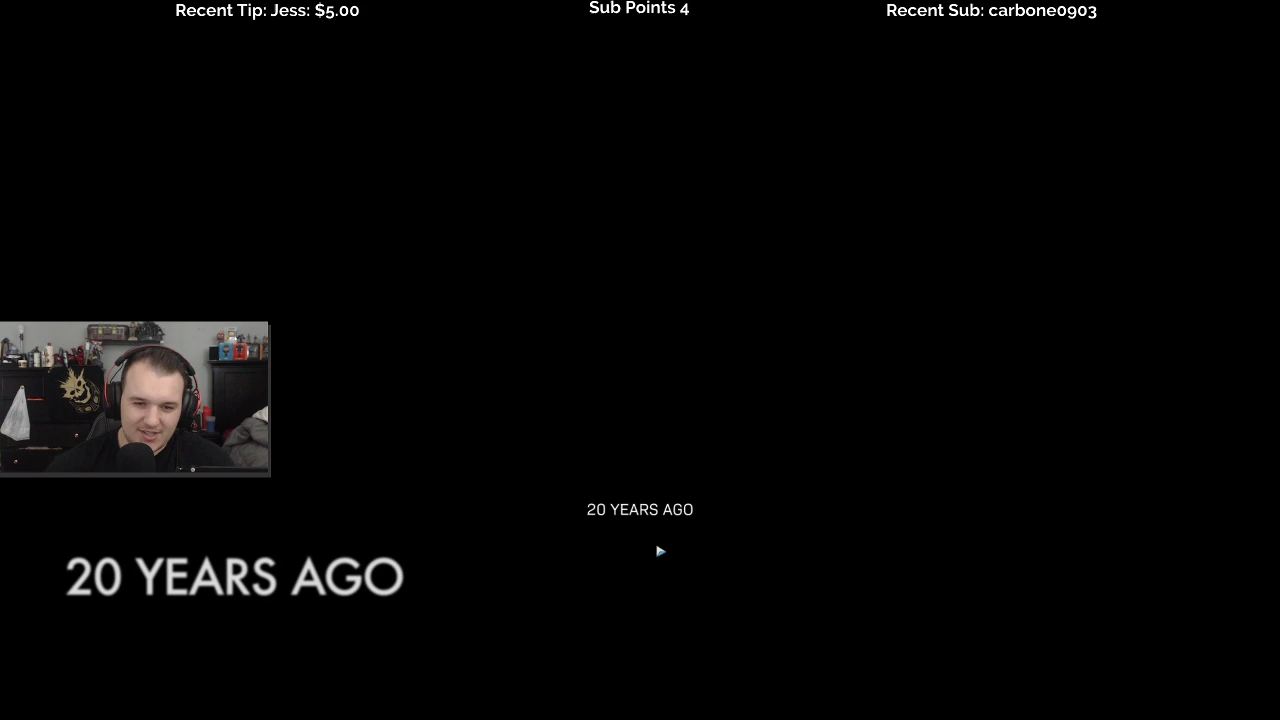 Recent Tip: Jess: $5.00
Sub Points 4
Recent Sub: carbone0903
20 YEARS AGO
20 YEARS AGO